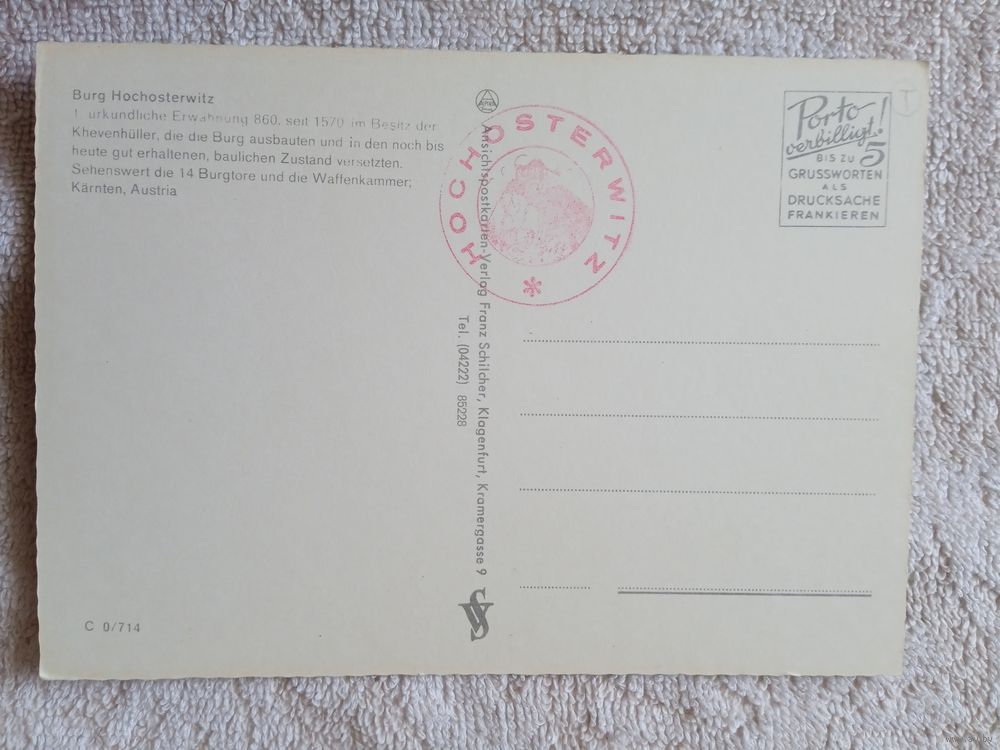 Burg Hochosterwitz
1. urkundliche Erwähnung 860. seit 1570 im Besitz der
Khevenhüller, die die Burg ausbauten und in den noch bis
heute gut erhaltenen, baulichen Zustand versetzten.
Sehenswert die 14 Burgtore und die Waffenkammer;
Kärnten, Austria
C 0/714
Ansichtspostkarten-Verlag Franz Schilcher, Klagenfurt, Kramergasse 9
Tel. (04222) 85228
HOCHOSTERWITZ *
Porto
verbilligt!
BIS ZU 5
GRUSSWORTEN
ALS
DRUCKSACHE
FRANKIEREN
T